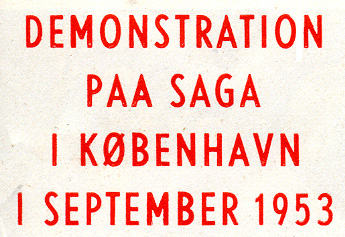 DEMONSTRATION
PAA SAGA
I KØBENHAVN
I SEPTEMBER 1953